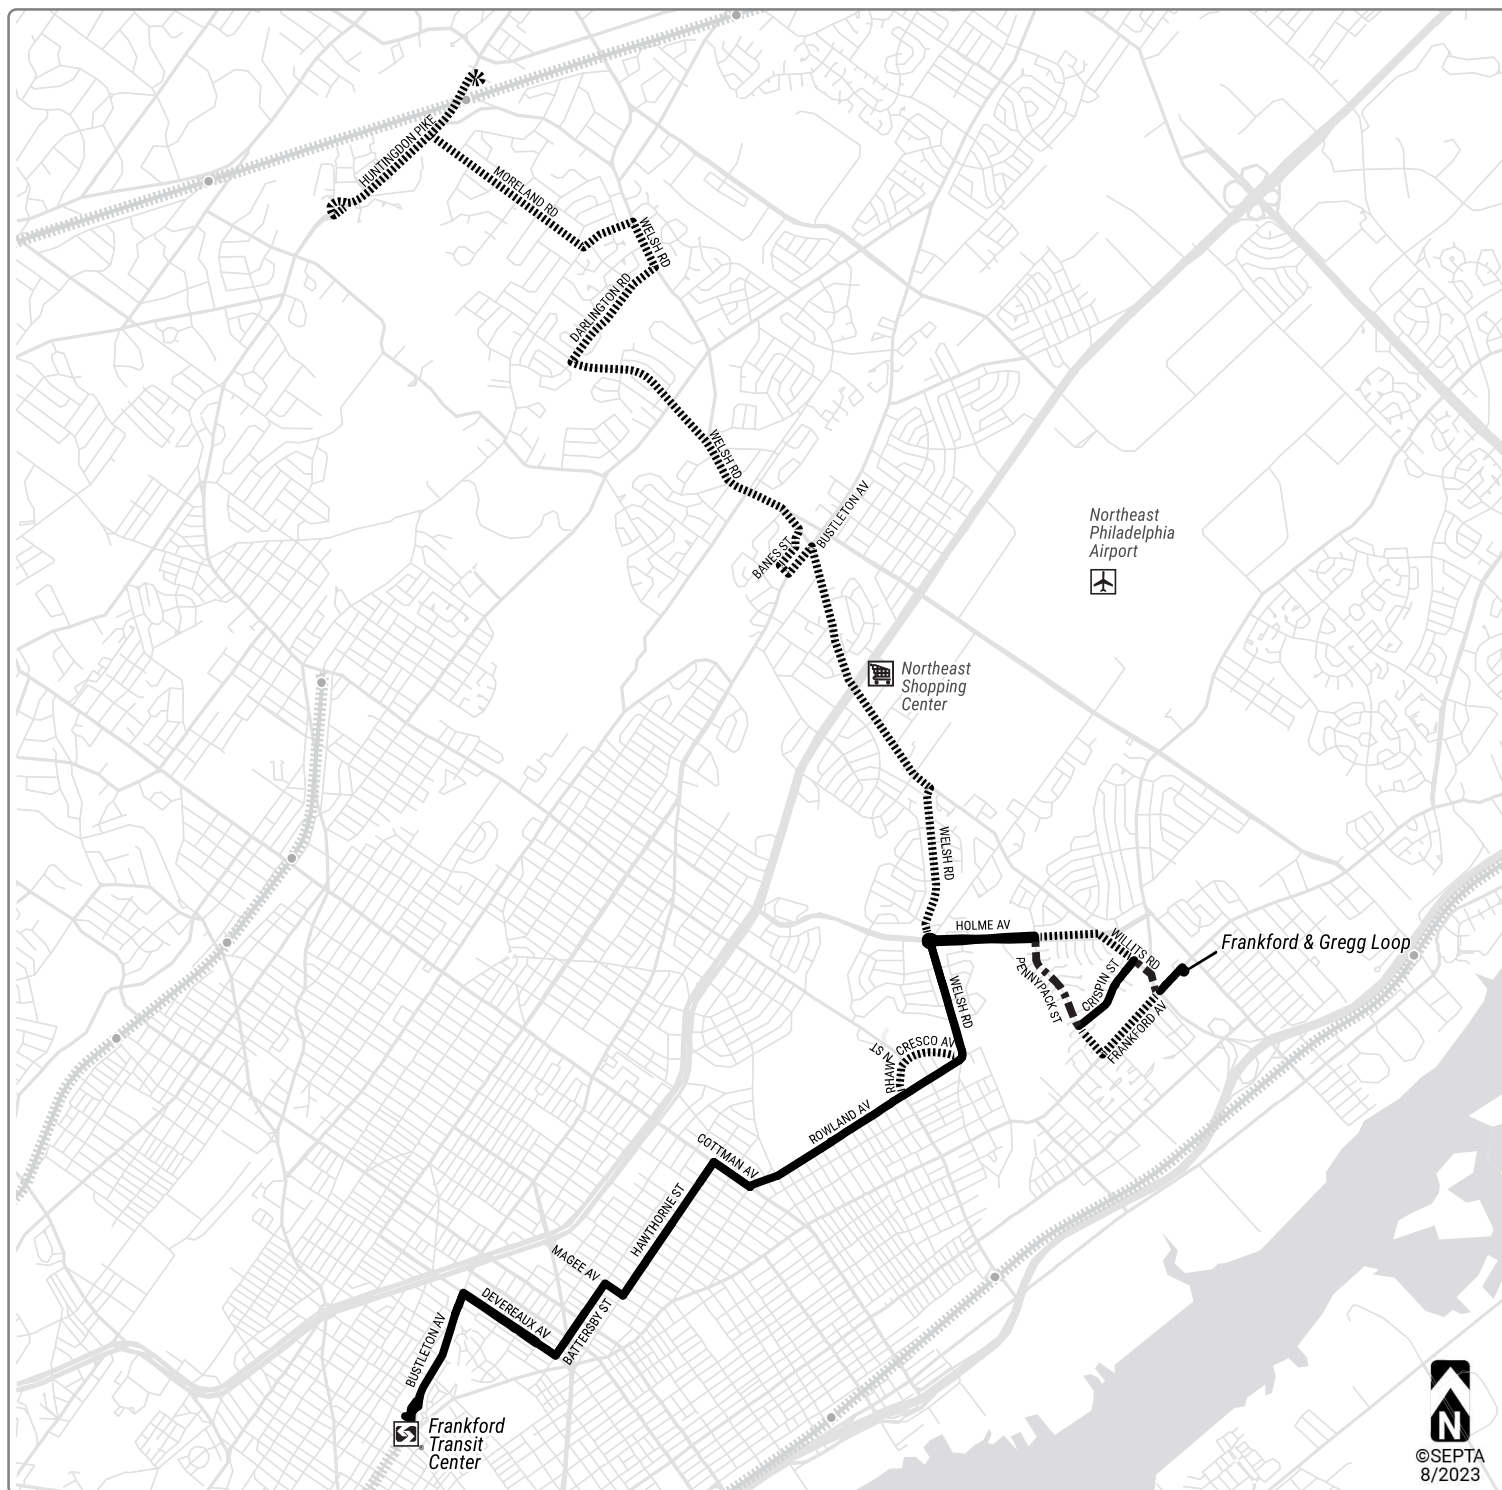 HUNTINGDON PIKE
MORELAND RD
WELSH RD
DARLINGTON RD
WELSH RD
BUSTLETON AV
BANES ST
Northeast
Philadelphia
Airport
Northeast
Shopping
Center
WELSH RD
HOLME AV
WILLITS RD
Frankford & Gregg Loop
PENNYPACK ST
CRISPIN ST
WELSH RD
FRANKFORD AV
CRESCO AV
RHAWN ST
ROWLAND AV
COTTMAN AV
HAWTHORNE ST
MAGEE AV
DEVEREAUX AV
BATTERSBY ST
BUSTLETON AV
Frankford
Transit
Center
N
©SEPTA
8/2023